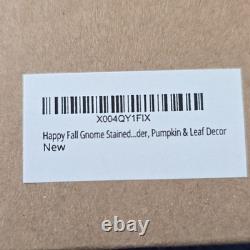 X004QY1FIX
Happy Fall Gnome Stained...der, Pumpkin & Leaf Decor
New